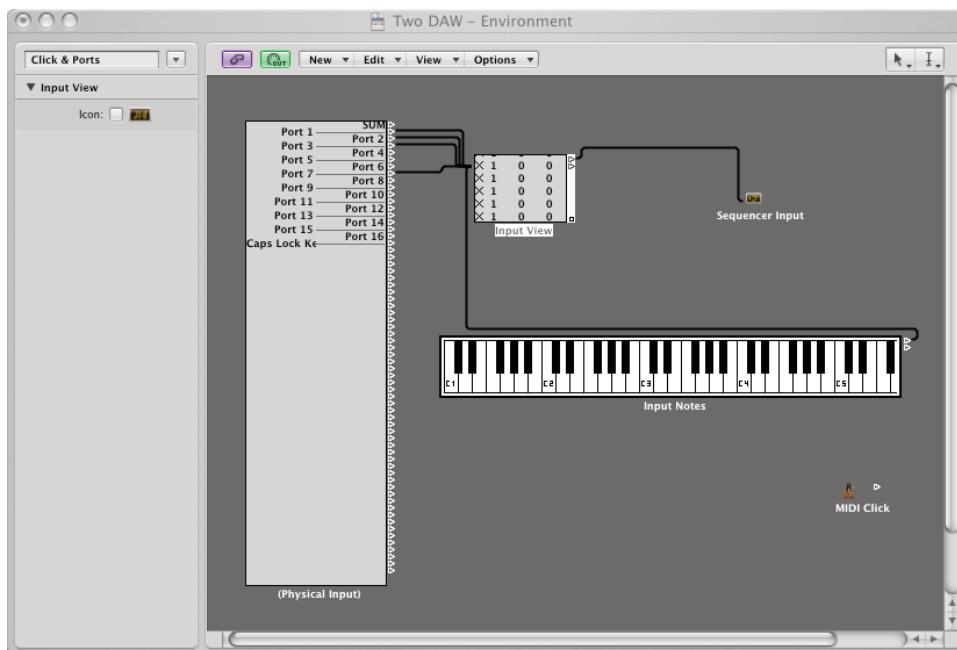 Two DAW – Environment
Click & Ports
New Edit View Options
Input View
Icon:
SUM
Port 1
Port 2
Port 3
Port 4
Port 5
Port 6
Port 7
Port 8
Port 9
Port 10
Port 11
Port 12
Port 13
Port 14
Port 15
Port 16
Caps Lock Ke
(Physical Input)
1 0 0
1 0 0
1 0 0
1 0 0
1 0 0
Input View
Sequencer Input
C1 C2 C3 C4 C5
Input Notes
MIDI Click